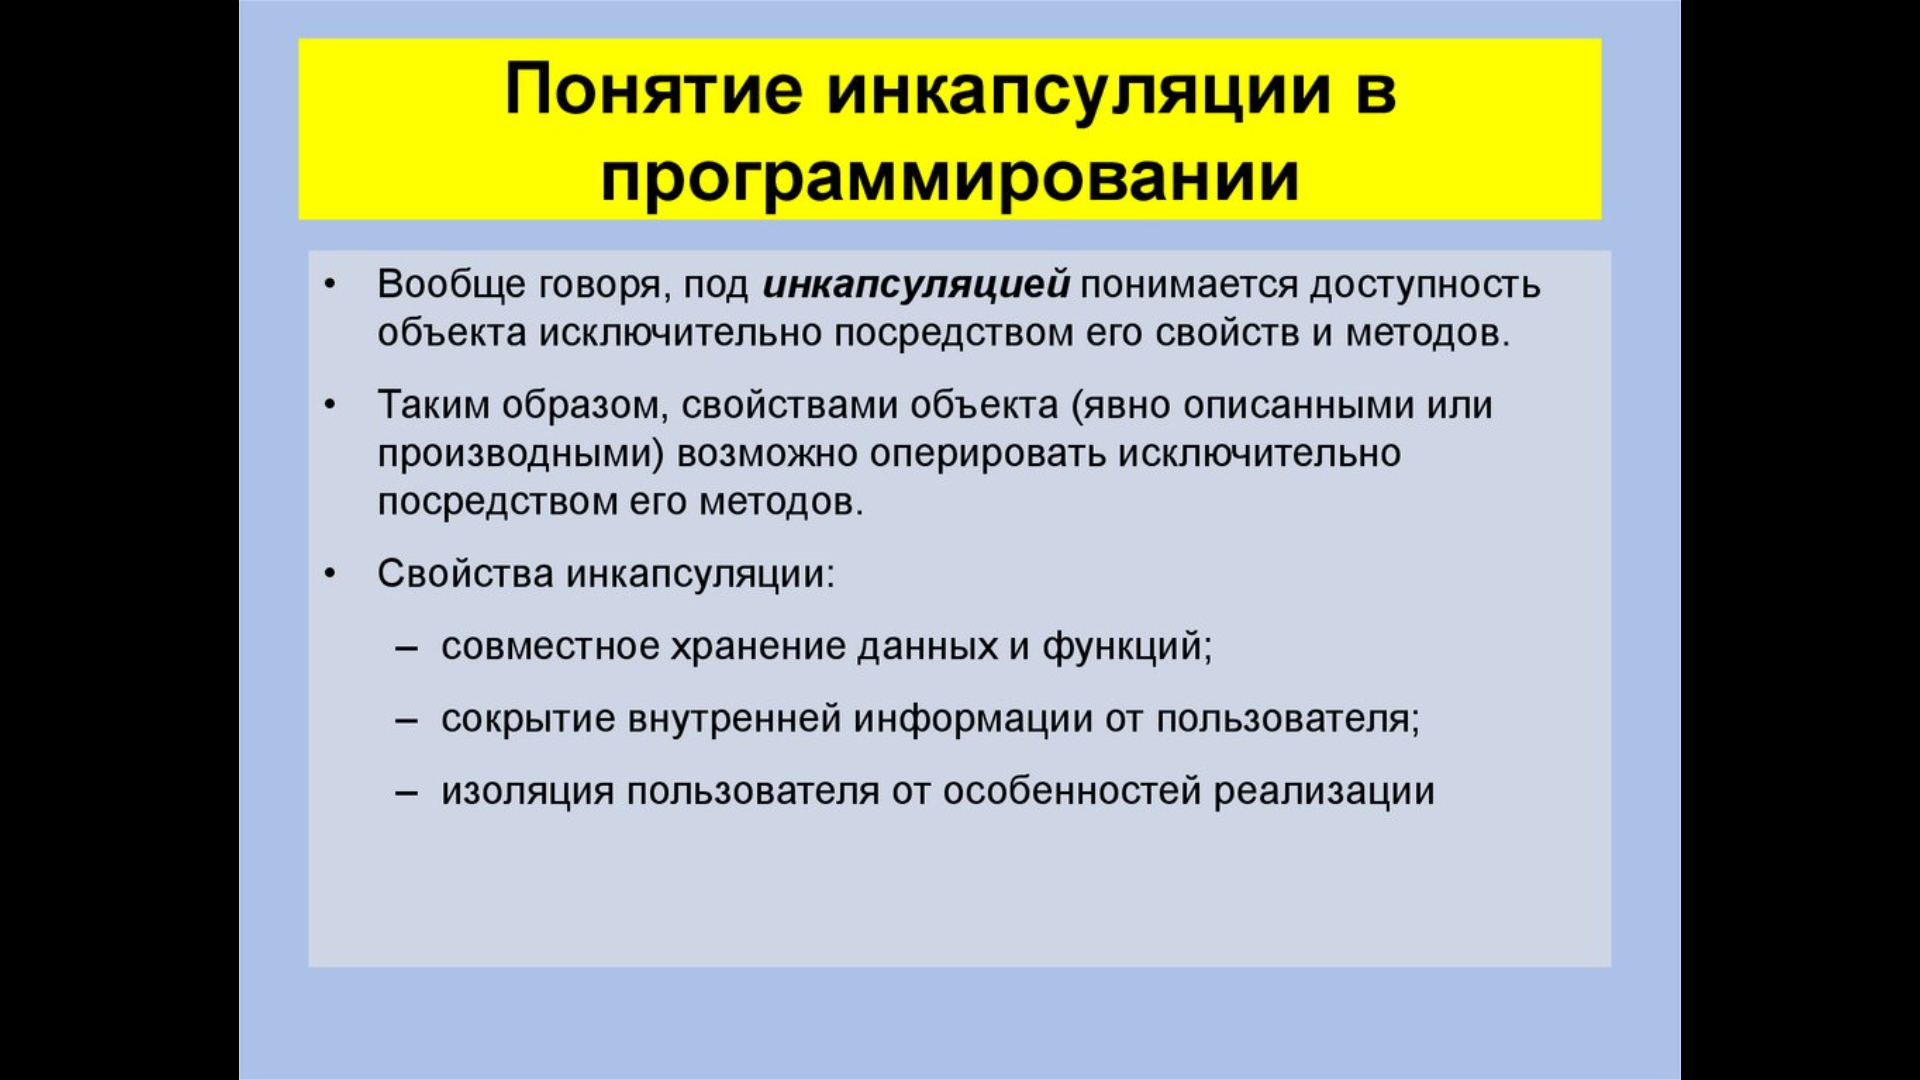 Понятие инкапсуляции в
программировании
• Вообще говоря, под инкапсуляцией понимается доступность
объекта исключительно посредством его свойств и методов.
• Таким образом, свойствами объекта (явно описанными или
производными) возможно оперировать исключительно
посредством его методов.
• Свойства инкапсуляции:
– совместное хранение данных и функций;
– сокрытие внутренней информации от пользователя;
– изоляция пользователя от особенностей реализации